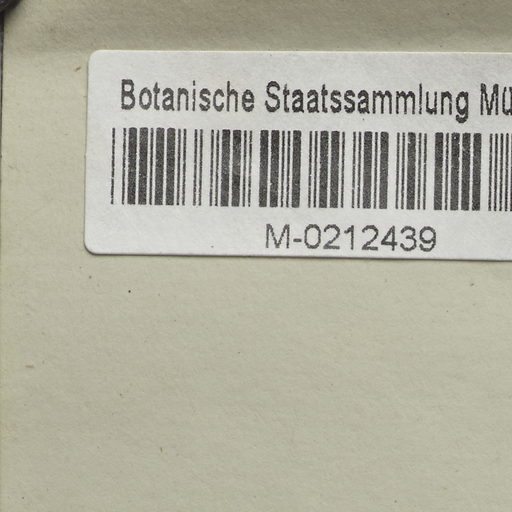 Botanische Staatssammlung Mü
M-0212439